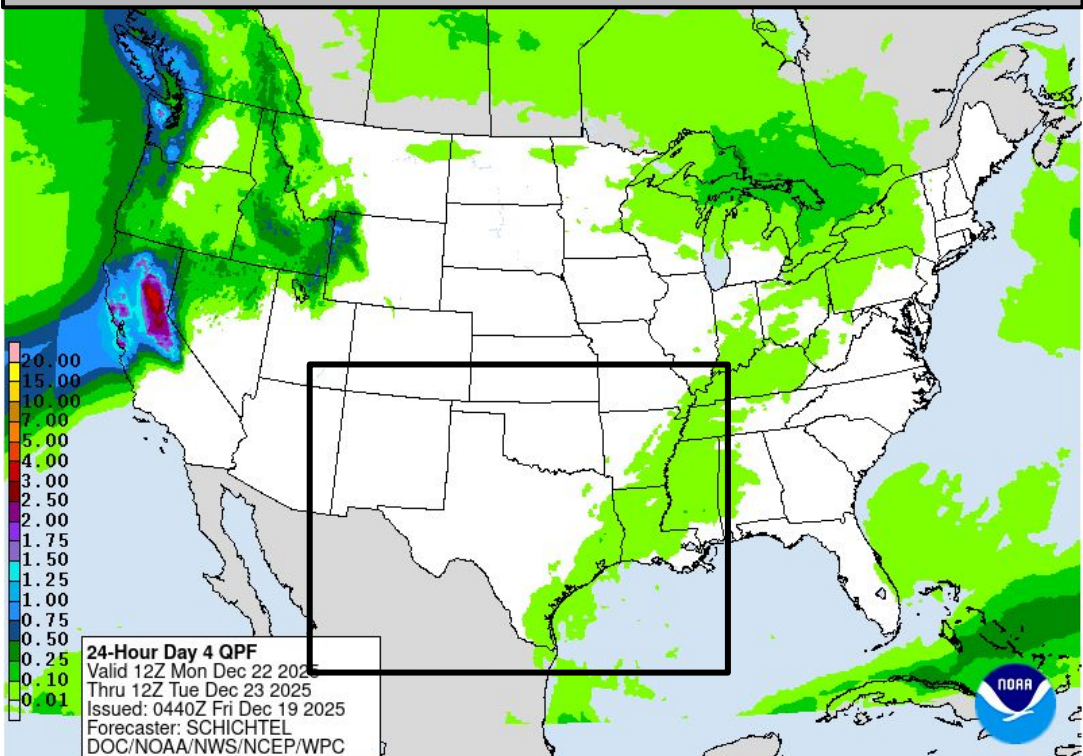 20.00
15.00
10.00
7.00
5.00
4.00
3.00
2.50
2.00
1.75
1.50
1.25
1.00
0.75
0.50
0.25
0.10
0.01
24-Hour Day 4 QPF
Valid 12Z Mon Dec 22 2025
Thru 12Z Tue Dec 23 2025
Issued: 0440Z Fri Dec 19 2025
Forecaster: SCHICHTEL
DOC/NOAA/NWS/NCEP/WPC
NOAA